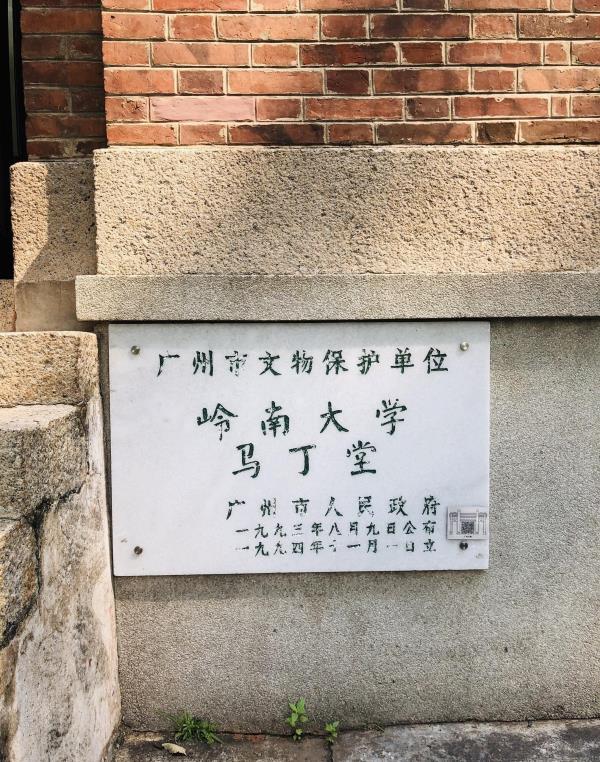 广州市文物保护单位
岭南大学
马丁堂
广州市人民政府
一九九三年八月九日公布
一九九四年十一月一日立